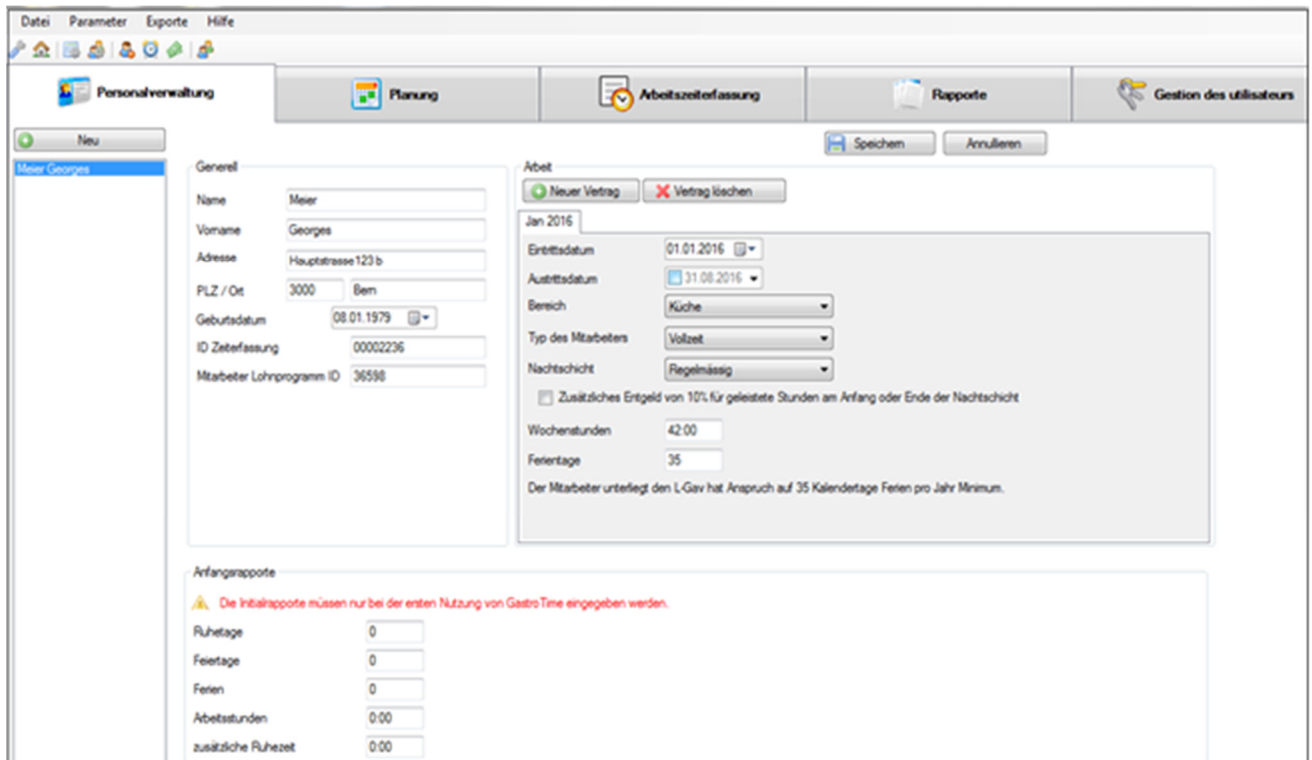 Datei Parameter Exporte Hilfe
Personalverwaltung Planung Arbeitszeiterfassung Rapporte Gestion des utilisateurs
Neu Speichern Annullieren
Meier Georges
Generell
Name Meier
Vorname Georges
Adresse Hauptstrasse 123 b
PLZ / Ort 3000 Bern
Geburtsdatum 08.01.1979
ID Zeiterfassung 00002236
Mitarbeiter Lohnprogramm ID 36598
Arbeit
Neuer Vertrag Vertrag löschen
Jan 2016
Eintrittsdatum 01.01.2016
Austrittsdatum 31.08.2016
Bereich Küche
Typ des Mitarbeiters Vollzeit
Nachtschicht Regelmässig
Zusätzliches Entgeld von 10% für geleistete Stunden am Anfang oder Ende der Nachtschicht
Wochenstunden 42:00
Ferientage 35
Der Mitarbeiter unterliegt den L-Gav hat Anspruch auf 35 Kalendertage Ferien pro Jahr Minimum.
Anfangsrapporte
Die Initialrapporte müssen nur bei der ersten Nutzung von GastroTime eingegeben werden.
Ruhetage 0
Feiertage 0
Ferien 0
Arbeitsstunden 0:00
zusätzliche Ruhezeit 0:00